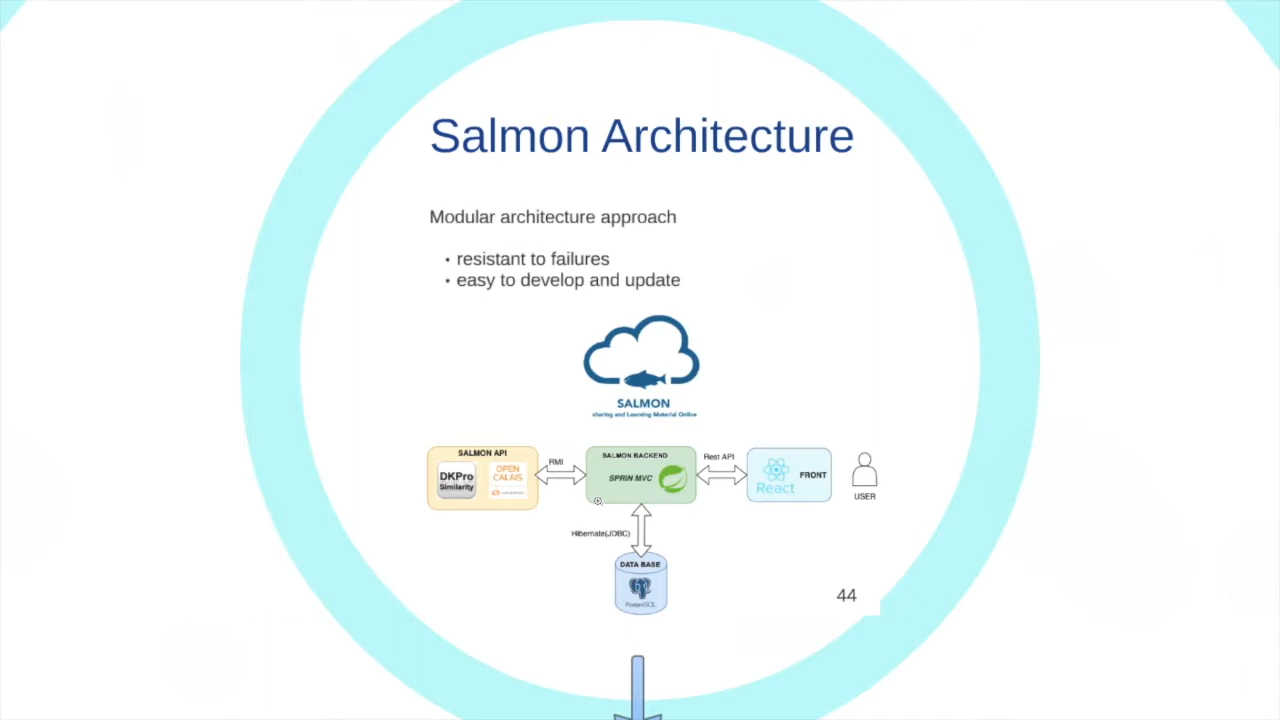 Salmon Architecture
Modular architecture approach
• resistant to failures
• easy to develop and update
SALMON
sharing and Learning Material Online
SALMON API
DKPro
Similarity
OPEN
CALAIS
RMI
SALMON BACKEND
SPRIN MVC
Rest API
React
FRONT
USER
Hibernate(JDBC)
DATA BASE
PostgreSQL
44